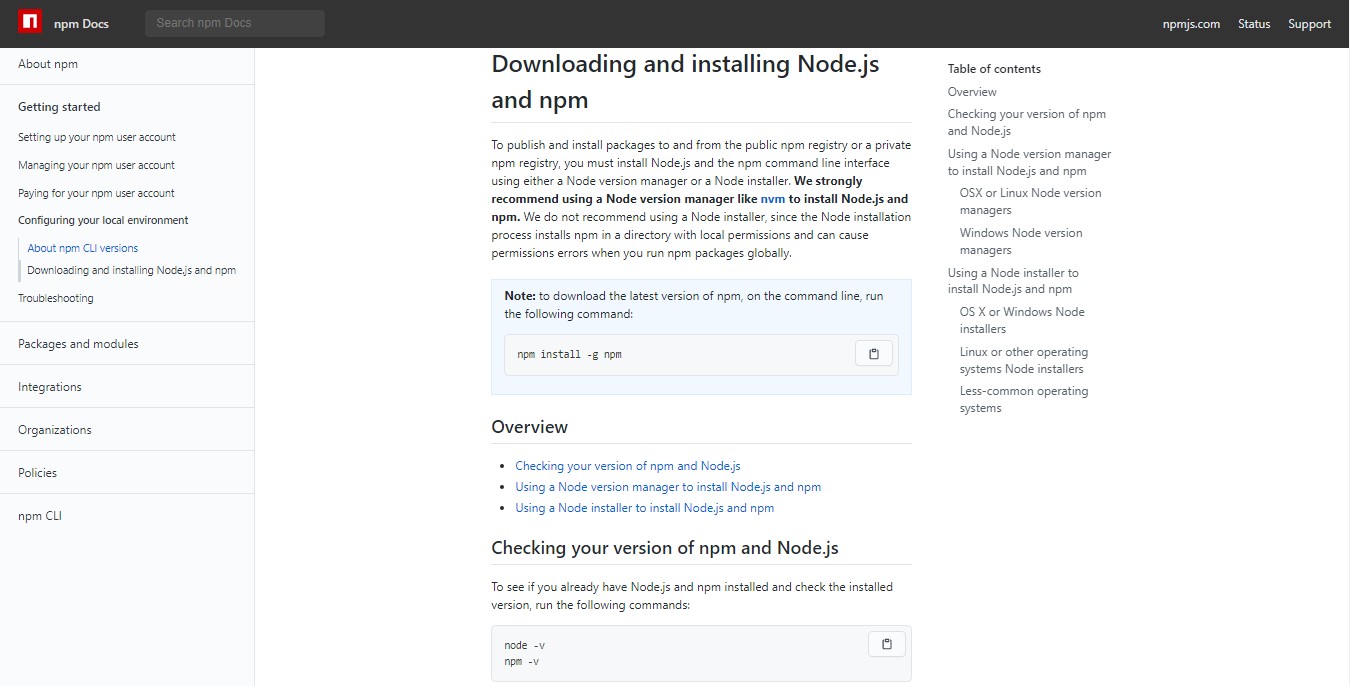 npm Docs
Search npm Docs
npmjs.com
Status
Support
About npm
Getting started
Setting up your npm user account
Managing your npm user account
Paying for your npm user account
Configuring your local environment
About npm CLI versions
Downloading and installing Node.js and npm
Troubleshooting
Packages and modules
Integrations
Organizations
Policies
npm CLI
Downloading and installing Node.js
and npm
To publish and install packages to and from the public npm registry or a private
npm registry, you must install Node.js and the npm command line interface
using either a Node version manager or a Node installer. We strongly
recommend using a Node version manager like nvm to install Node.js and
npm. We do not recommend using a Node installer, since the Node installation
process installs npm in a directory with local permissions and can cause
permissions errors when you run npm packages globally.
Note: to download the latest version of npm, on the command line, run
the following command:
npm install -g npm
Overview
• Checking your version of npm and Node.js
• Using a Node version manager to install Node.js and npm
• Using a Node installer to install Node.js and npm
Checking your version of npm and Node.js
To see if you already have Node.js and npm installed and check the installed
version, run the following commands:
node -v
npm -v
Table of contents
Overview
Checking your version of npm
and Node.js
Using a Node version manager
to install Node.js and npm
OSX or Linux Node version
managers
Windows Node version
managers
Using a Node installer to
install Node.js and npm
OS X or Windows Node
installers
Linux or other operating
systems Node installers
Less-common operating
systems